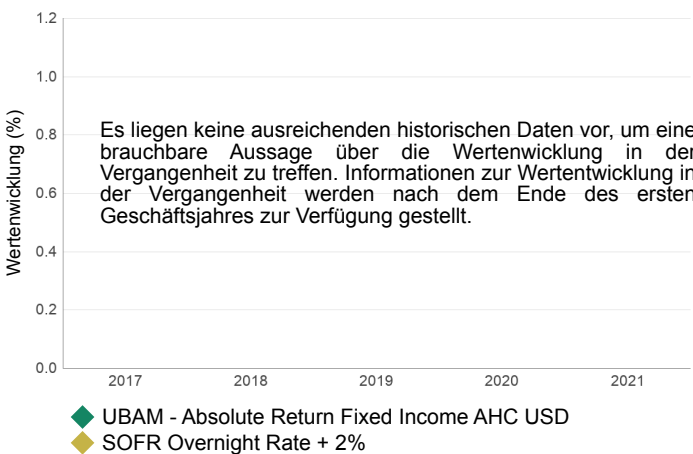 1.2
1.0
0.8
0.6
0.4
0.2
0.0
Wertenwicklung (%)
Es liegen keine ausreichenden historischen Daten vor, um eine
brauchbare Aussage über die Wertenwicklung in der
Vergangenheit zu treffen. Informationen zur Wertentwicklung in
der Vergangenheit werden nach dem Ende des ersten
Geschäftsjahres zur Verfügung gestellt.
2017 2018 2019 2020 2021
UBAM - Absolute Return Fixed Income AHC USD
SOFR Overnight Rate + 2%